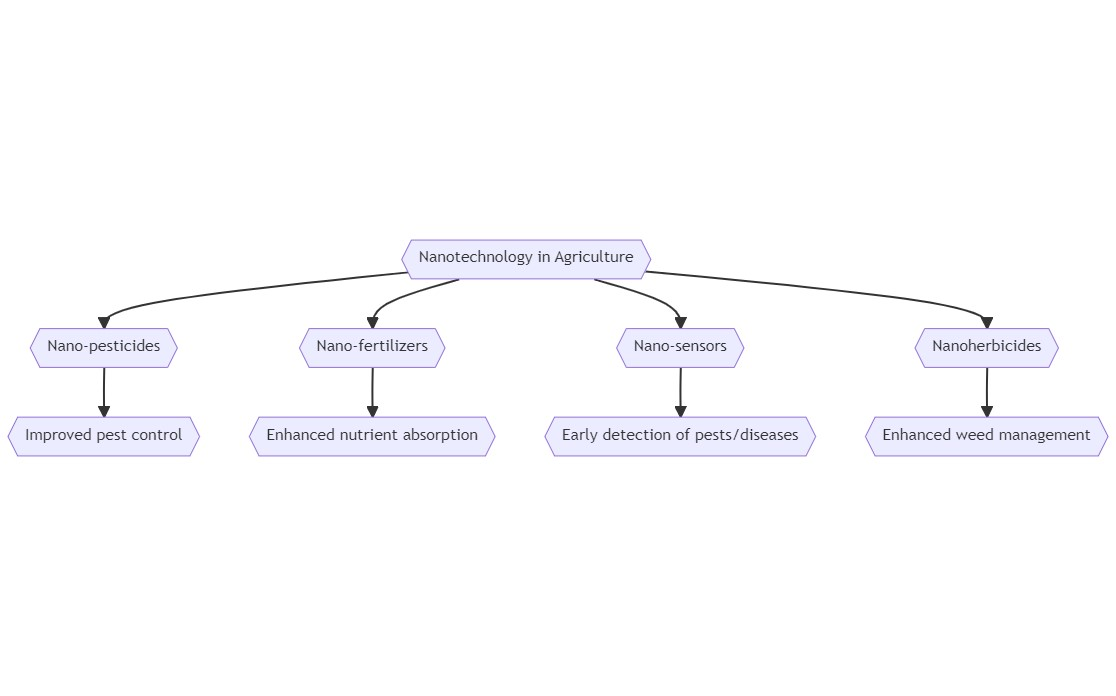 Nanotechnology in Agriculture
Nano-pesticides
Nano-fertilizers
Nano-sensors
Nanoherbicides
Improved pest control
Enhanced nutrient absorption
Early detection of pests/diseases
Enhanced weed management